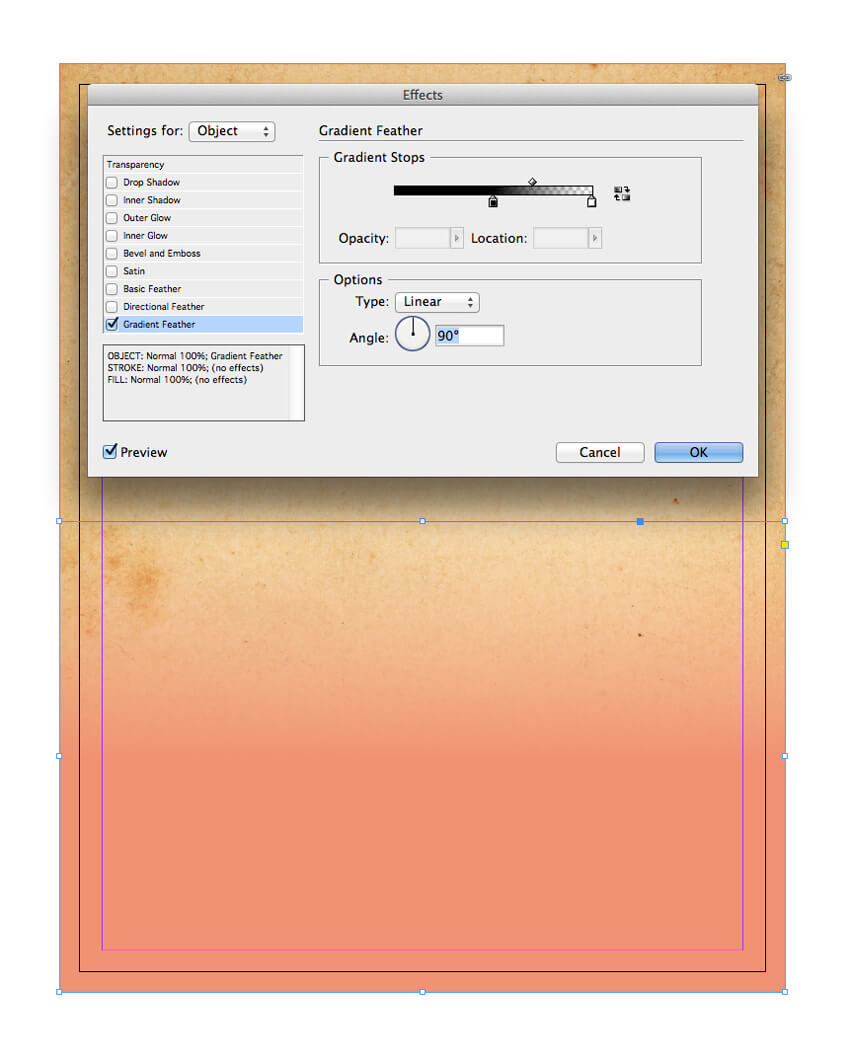 Effects
Settings for: Object
Gradient Feather
Transparency
Drop Shadow
Inner Shadow
Outer Glow
Inner Glow
Bevel and Emboss
Satin
Basic Feather
Directional Feather
Gradient Feather
OBJECT: Normal 100%; Gradient Feather
STROKE: Normal 100%; (no effects)
FILL: Normal 100%; (no effects)
Gradient Stops
Opacity: Location:
Options
Type: Linear
Angle: 90°
Preview
Cancel OK